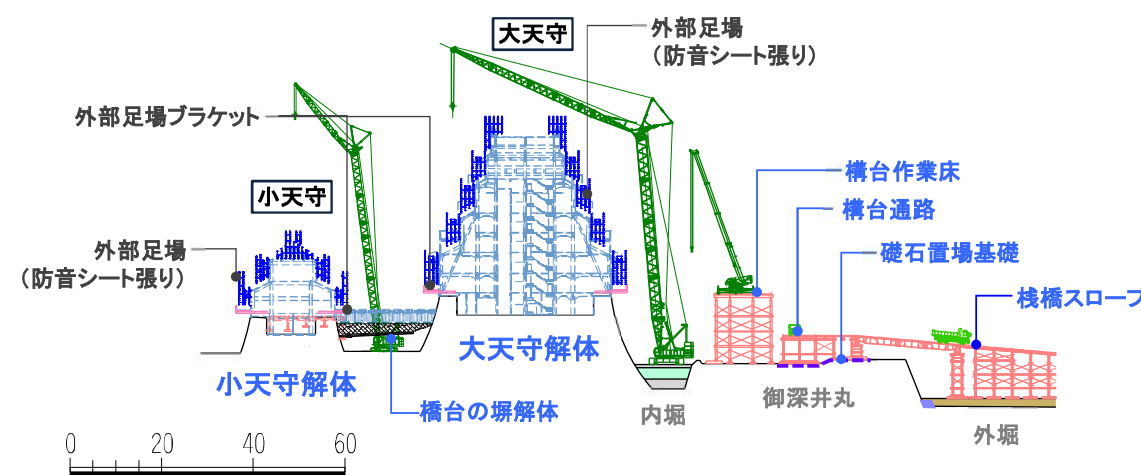 大天守
外部足場
（防音シート張り）
外部足場ブラケット
小天守
構台作業床
構台通路
外部足場
（防音シート張り）
礎石置場基礎
桟橋スロープ
大天守解体
小天守解体
橋台の塀解体
内堀
御深井丸
外堀
0 20 40 60